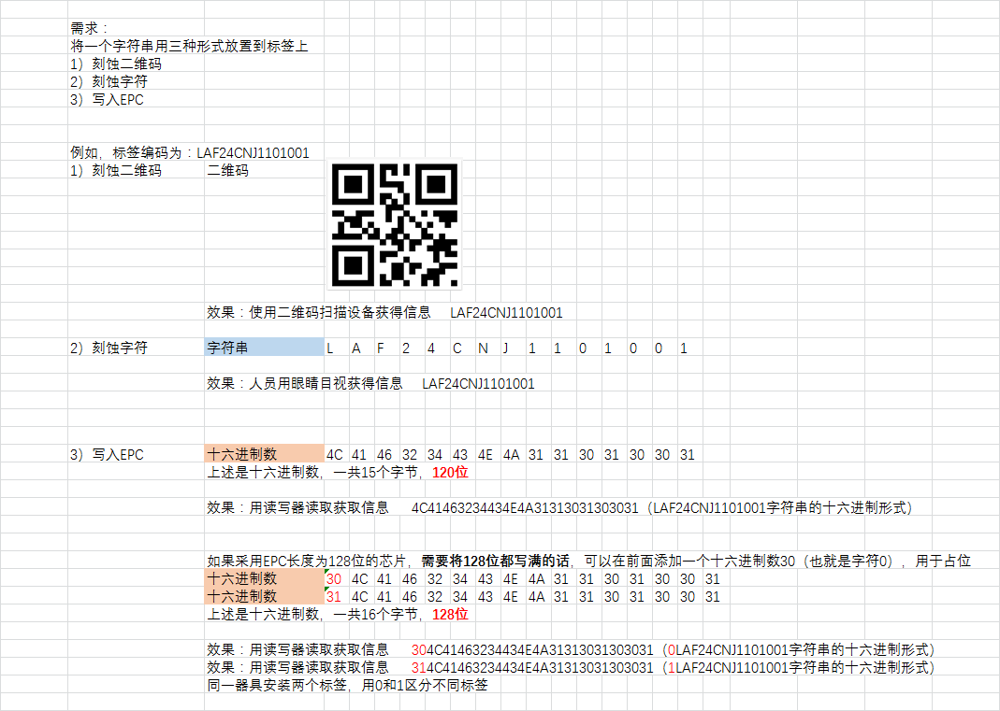 需求：
将一个字符串用三种形式放置到标签上
1）刻蚀二维码
2）刻蚀字符
3）写入EPC
例如，标签编码为：LAF24CNJ1101001
1）刻蚀二维码 二维码
效果：使用二维码扫描设备获得信息 LAF24CNJ1101001
2）刻蚀字符 字符串 L A F 2 4 C N J 1 1 0 1 0 0 1
效果：人员用眼睛目视获得信息 LAF24CNJ1101001
3）写入EPC 十六进制数 4C 41 46 32 34 43 4E 4A 31 31 30 31 30 30 31
上述是十六进制数，一共15个字节，120位
效果：用读写器读取获取信息 4C41463234434E4A31313031303031（LAF24CNJ1101001字符串的十六进制形式）
如果采用EPC长度为128位的芯片，需要将128位都写满的话，可以在前面添加一个十六进制数30（也就是字符0），用于占位
十六进制数 30 4C 41 46 32 34 43 4E 4A 31 31 30 31 30 30 31
十六进制数 31 4C 41 46 32 34 43 4E 4A 31 31 30 31 30 30 31
上述是十六进制数，一共16个字节，128位
效果：用读写器读取获取信息 304C41463234434E4A31313031303031（0LAF24CNJ1101001字符串的十六进制形式）
效果：用读写器读取获取信息 314C41463234434E4A31313031303031（1LAF24CNJ1101001字符串的十六进制形式）
同一器具安装两个标签，用0和1区分不同标签